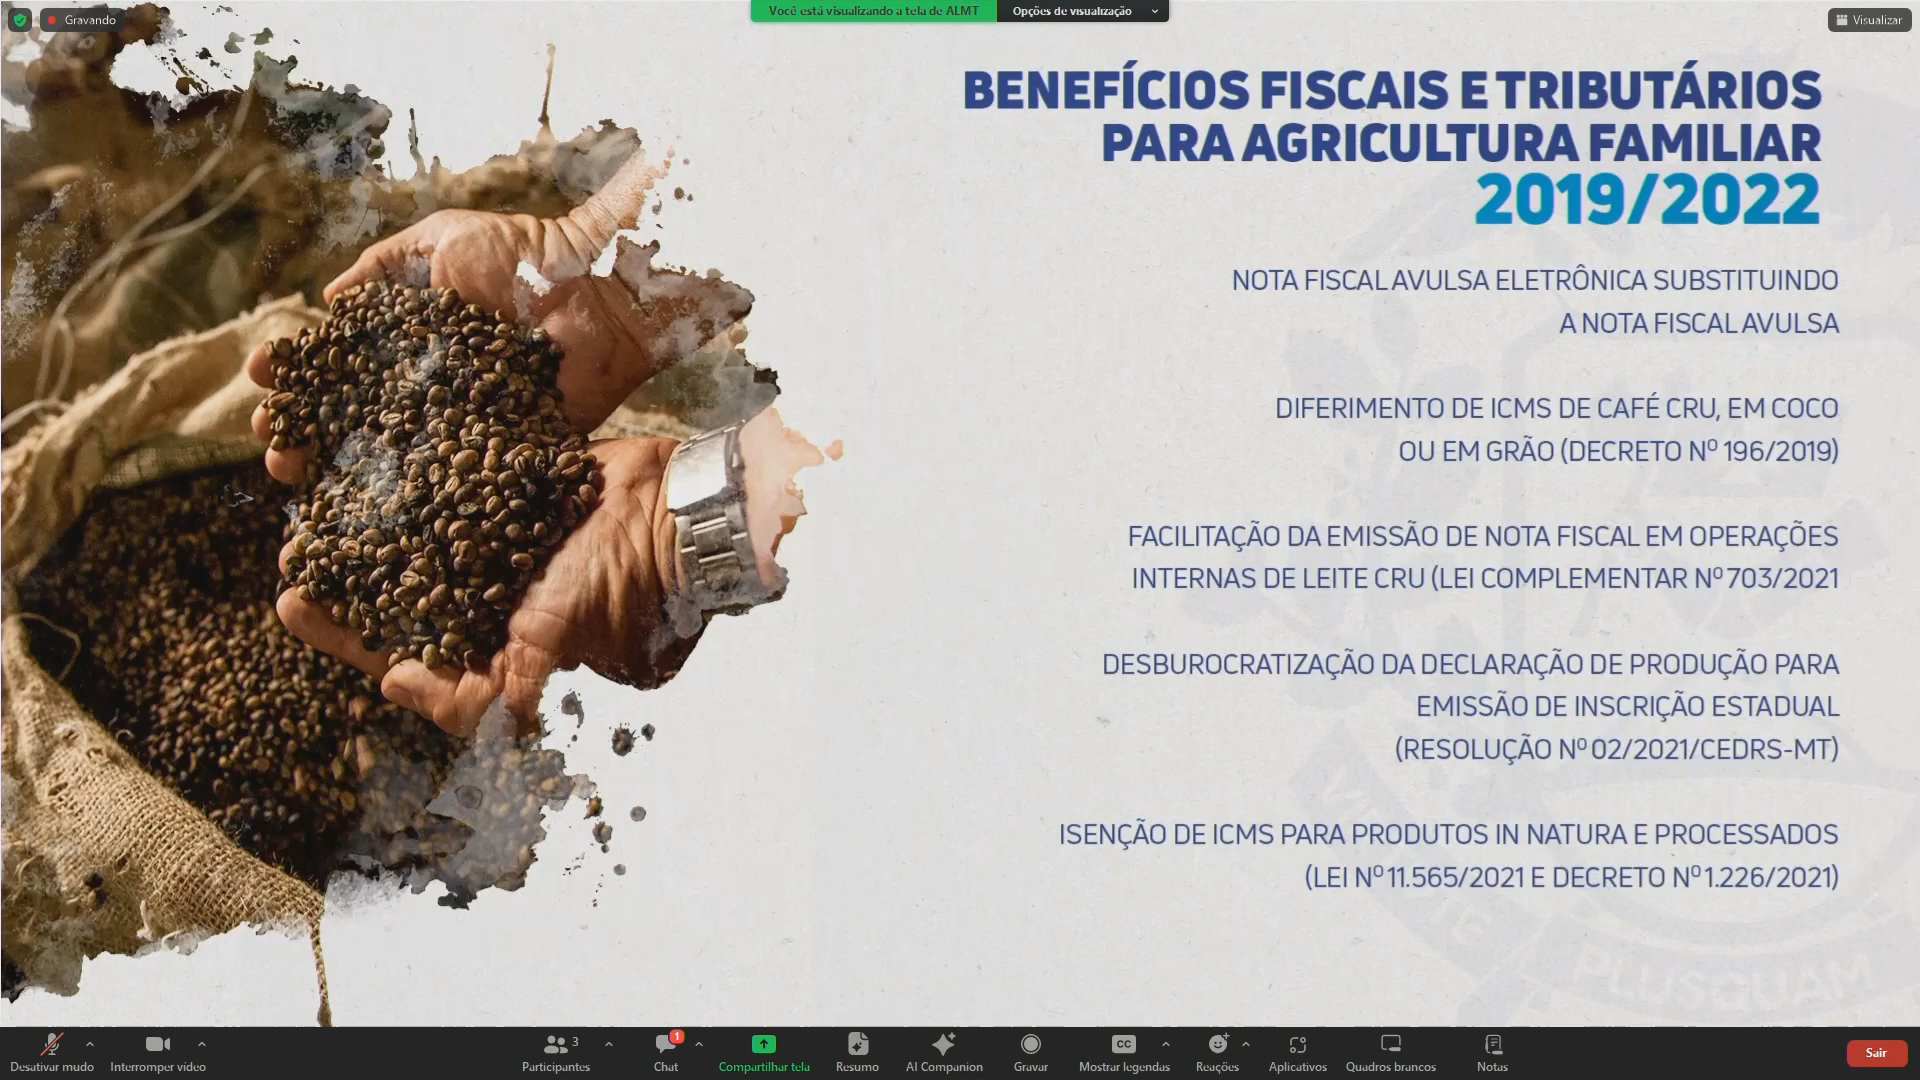 Gravando
Você está visualizando a tela de ALMT
Opções de visualização
Visualizar
BENEFÍCIOS FISCAIS E TRIBUTÁRIOS
PARA AGRICULTURA FAMILIAR
2019/2022
NOTA FISCAL AVULSA ELETRÔNICA SUBSTITUINDO
A NOTA FISCAL AVULSA
DIFERIMENTO DE ICMS DE CAFÉ CRU, EM COCO
OU EM GRÃO (DECRETO Nº 196/2019)
FACILITAÇÃO DA EMISSÃO DE NOTA FISCAL EM OPERAÇÕES
INTERNAS DE LEITE CRU (LEI COMPLEMENTAR Nº 703/2021
DESBUROCRATIZAÇÃO DA DECLARAÇÃO DE PRODUÇÃO PARA
EMISSÃO DE INSCRIÇÃO ESTADUAL
(RESOLUÇÃO Nº 02/2021/CEDRS-MT)
ISENÇÃO DE ICMS PARA PRODUTOS IN NATURA E PROCESSADOS
(LEI Nº 11.565/2021 E DECRETO Nº 1.226/2021)
PLUSQUAM
Desativar mudo
Interromper vídeo
3
Participantes
1
Chat
Compartilhar tela
Resumo
AI Companion
Gravar
CC
Mostrar legendas
Reações
Aplicativos
Quadros brancos
Notas
Sair